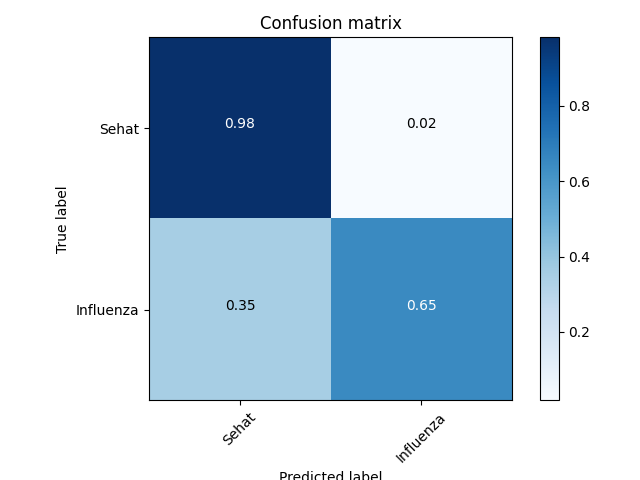 Confusion matrix
True label
Sehat
0.98
0.02
Influenza
0.35
0.65
Sehat
Influenza
Predicted label
0.8
0.6
0.4
0.2